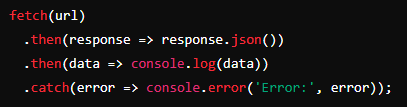 fetch(url)
  .then(response => response.json())
  .then(data => console.log(data))
  .catch(error => console.error('Error:', error));